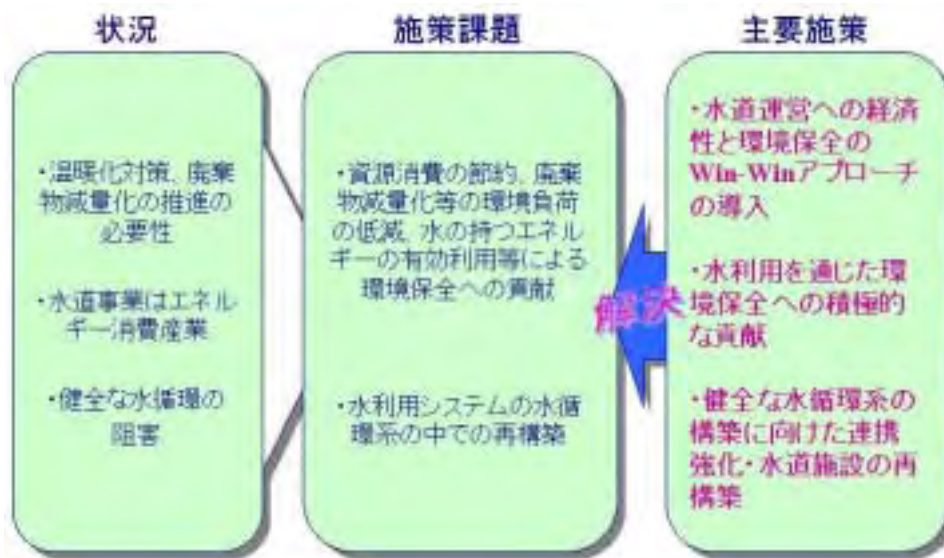 状況
・温暖化対策、廃棄
物減量化の推進の
必要性
・水道事業はエネル
ギー消費産業
・健全な水循環の
阻害
施策課題
・資源消費の節約、廃棄
物減量化等の環境負荷
の低減、水の持つエネル
ギーの有効利用等による
環境保全への貢献
・水利用システムの水循
環系の中での再構築
解決
主要施策
・水道運営への経済
性と環境保全の
Win-Winアプローチ
の導入
・水利用を通じた環
境保全への積極的
な貢献
・健全な水循環系の
構築に向けた連携
強化・水道施設の再
構築